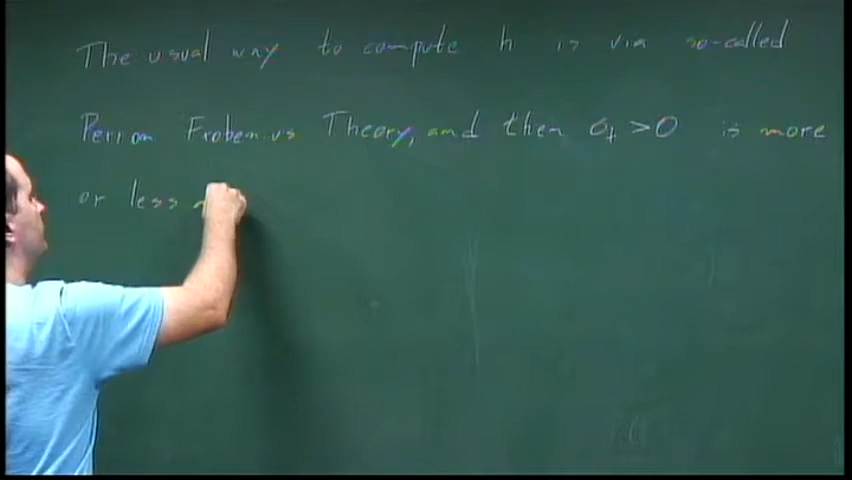 The usual way to compute h is via so-called
Perron Frobenius Theory, and then σ_+ > 0 is more
or less